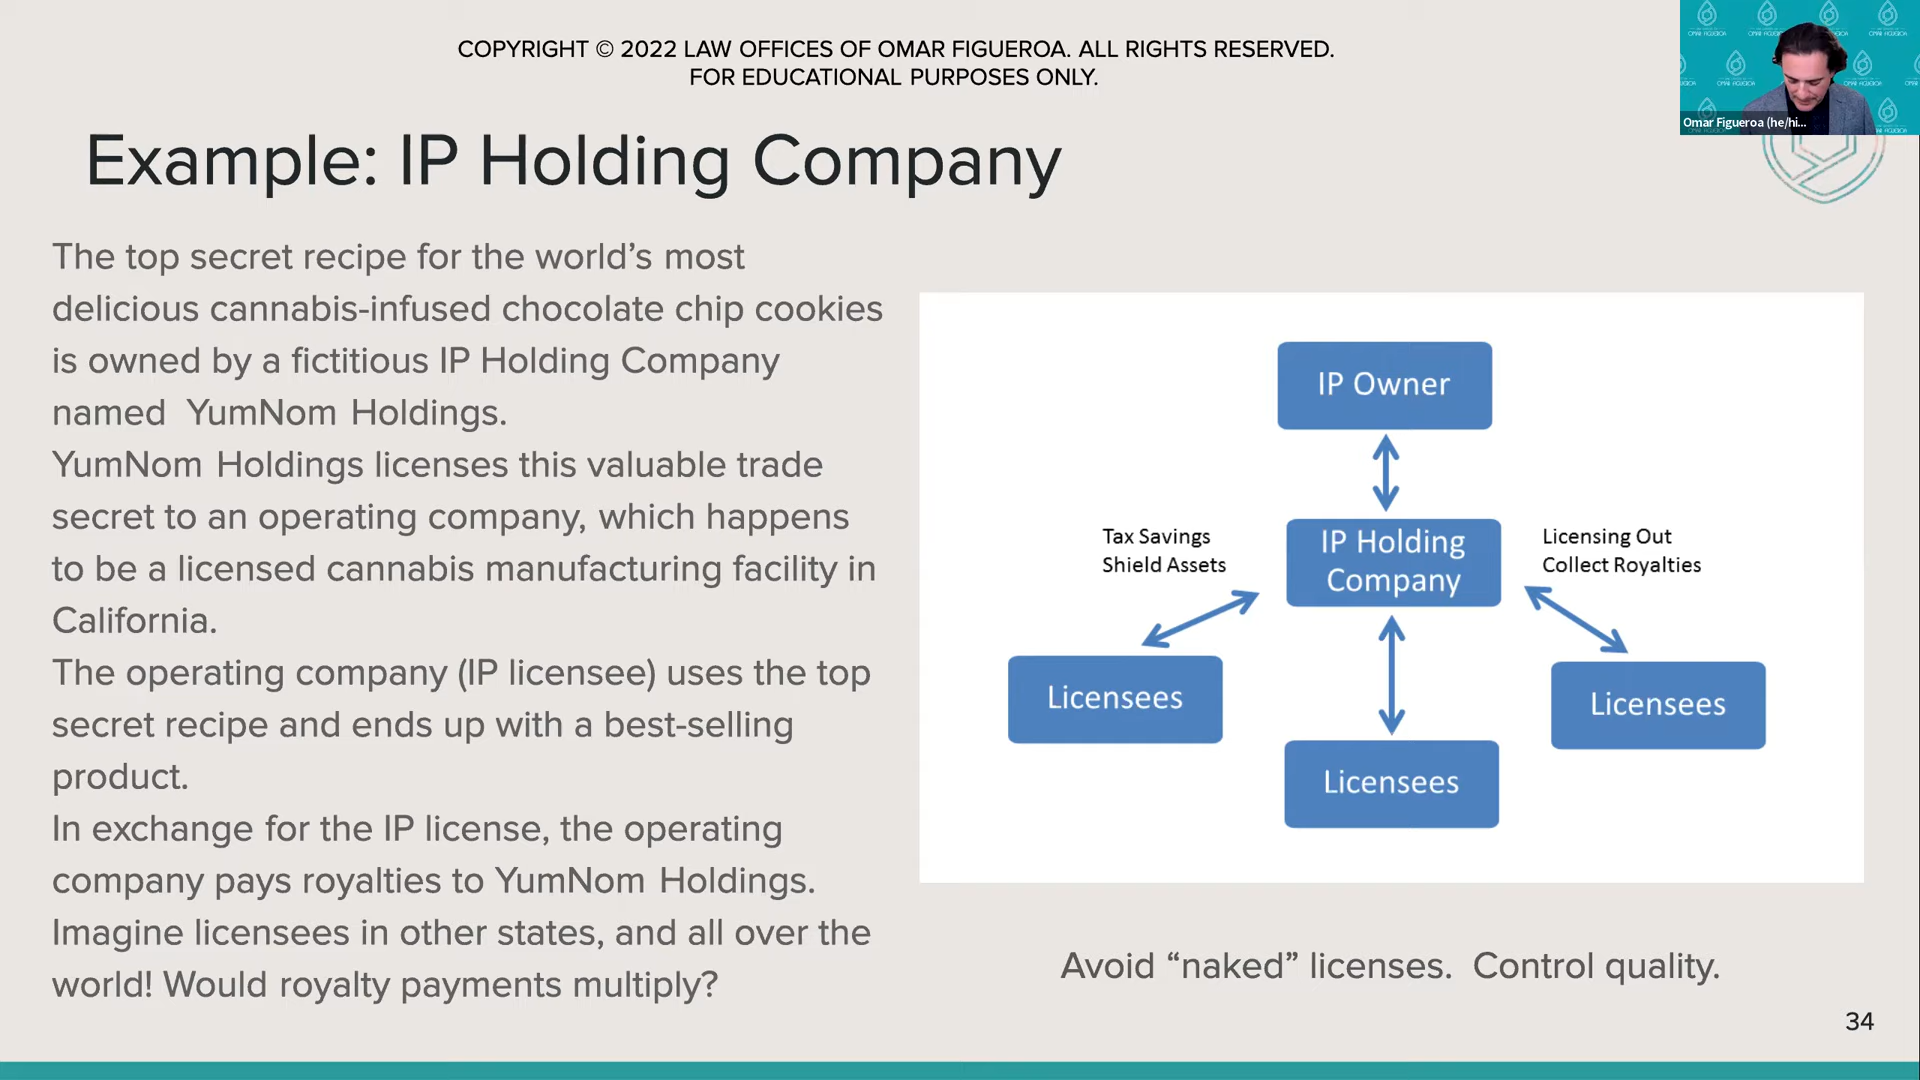 COPYRIGHT © 2022 LAW OFFICES OF OMAR FIGUEROA. ALL RIGHTS RESERVED.
FOR EDUCATIONAL PURPOSES ONLY.
Omar Figueroa (he/hi...
Example: IP Holding Company
The top secret recipe for the world’s most
delicious cannabis-infused chocolate chip cookies
is owned by a fictitious IP Holding Company
named  YumNom Holdings.
YumNom Holdings licenses this valuable trade
secret to an operating company, which happens
to be a licensed cannabis manufacturing facility in
California.
The operating company (IP licensee) uses the top
secret recipe and ends up with a best-selling
product.
In exchange for the IP license, the operating
company pays royalties to YumNom Holdings.
Imagine licensees in other states, and all over the
world! Would royalty payments multiply?
IP Owner
Tax Savings
Shield Assets
IP Holding
Company
Licensing Out
Collect Royalties
Licensees
Licensees
Licensees
Avoid “naked” licenses.  Control quality.
34